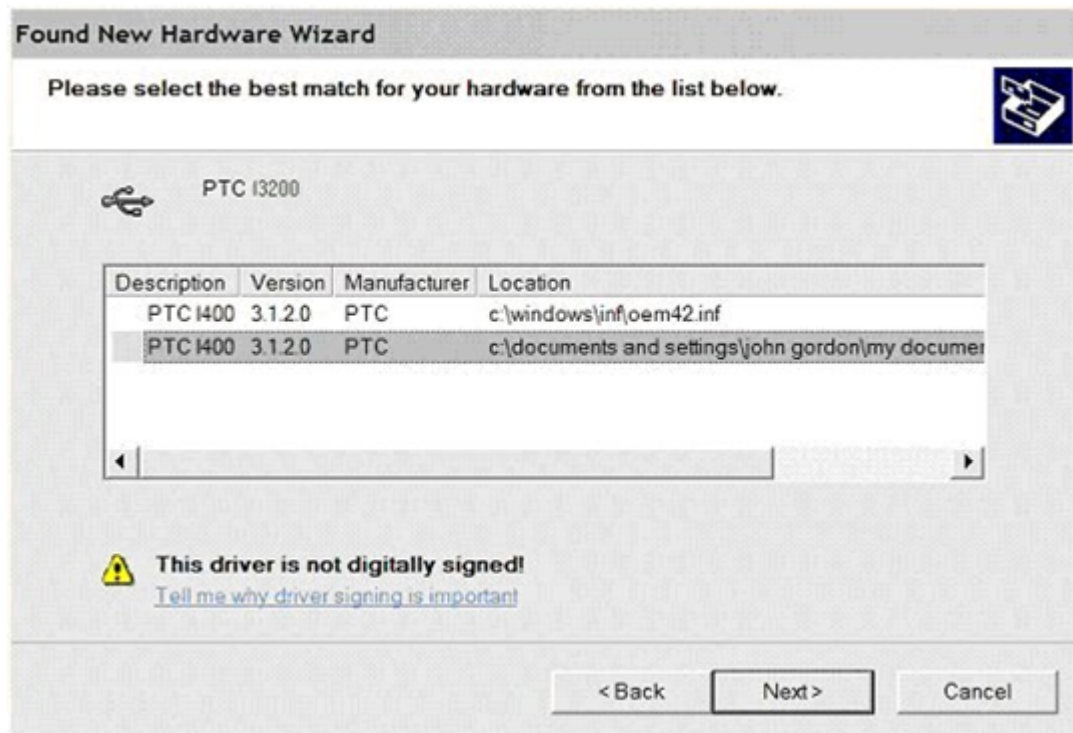 Found New Hardware Wizard
Please select the best match for your hardware from the list below.
PTC I3200
Description Version Manufacturer Location
PTC I400 3.1.2.0 PTC c:\windows\inf\oem42.inf
PTC I400 3.1.2.0 PTC c:\documents and settings\john gordon\my documer
This driver is not digitally signed!
Tell me why driver signing is important
< Back Next > Cancel